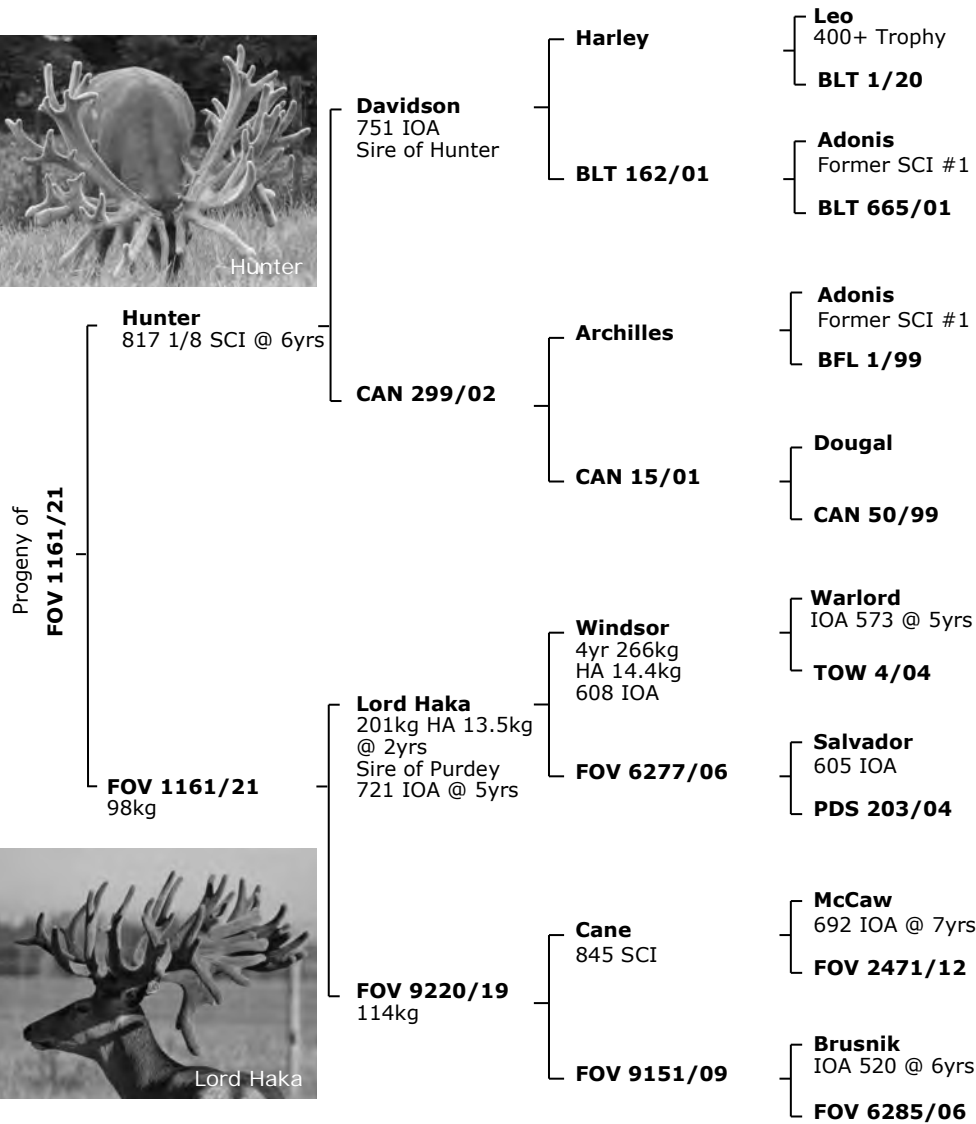 Hunter
Progeny of
FOV 1161/21
Hunter
817 1/8 SCI @ 6yrs
FOV 1161/21
98kg
Lord Haka
Davidson
751 IOA
Sire of Hunter
CAN 299/02
Lord Haka
201kg HA 13.5kg
@ 2yrs
Sire of Purdey
721 IOA @ 5yrs
FOV 9220/19
114kg
Harley
BLT 162/01
Archilles
CAN 15/01
Windsor
4yr 266kg
HA 14.4kg
608 IOA
FOV 6277/06
Cane
845 SCI
FOV 9151/09
Leo
400+ Trophy
BLT 1/20
Adonis
Former SCI #1
BLT 665/01
Adonis
Former SCI #1
BFL 1/99
Dougal
CAN 50/99
Warlord
IOA 573 @ 5yrs
TOW 4/04
Salvador
605 IOA
PDS 203/04
McCaw
692 IOA @ 7yrs
FOV 2471/12
Brusnik
IOA 520 @ 6yrs
FOV 6285/06